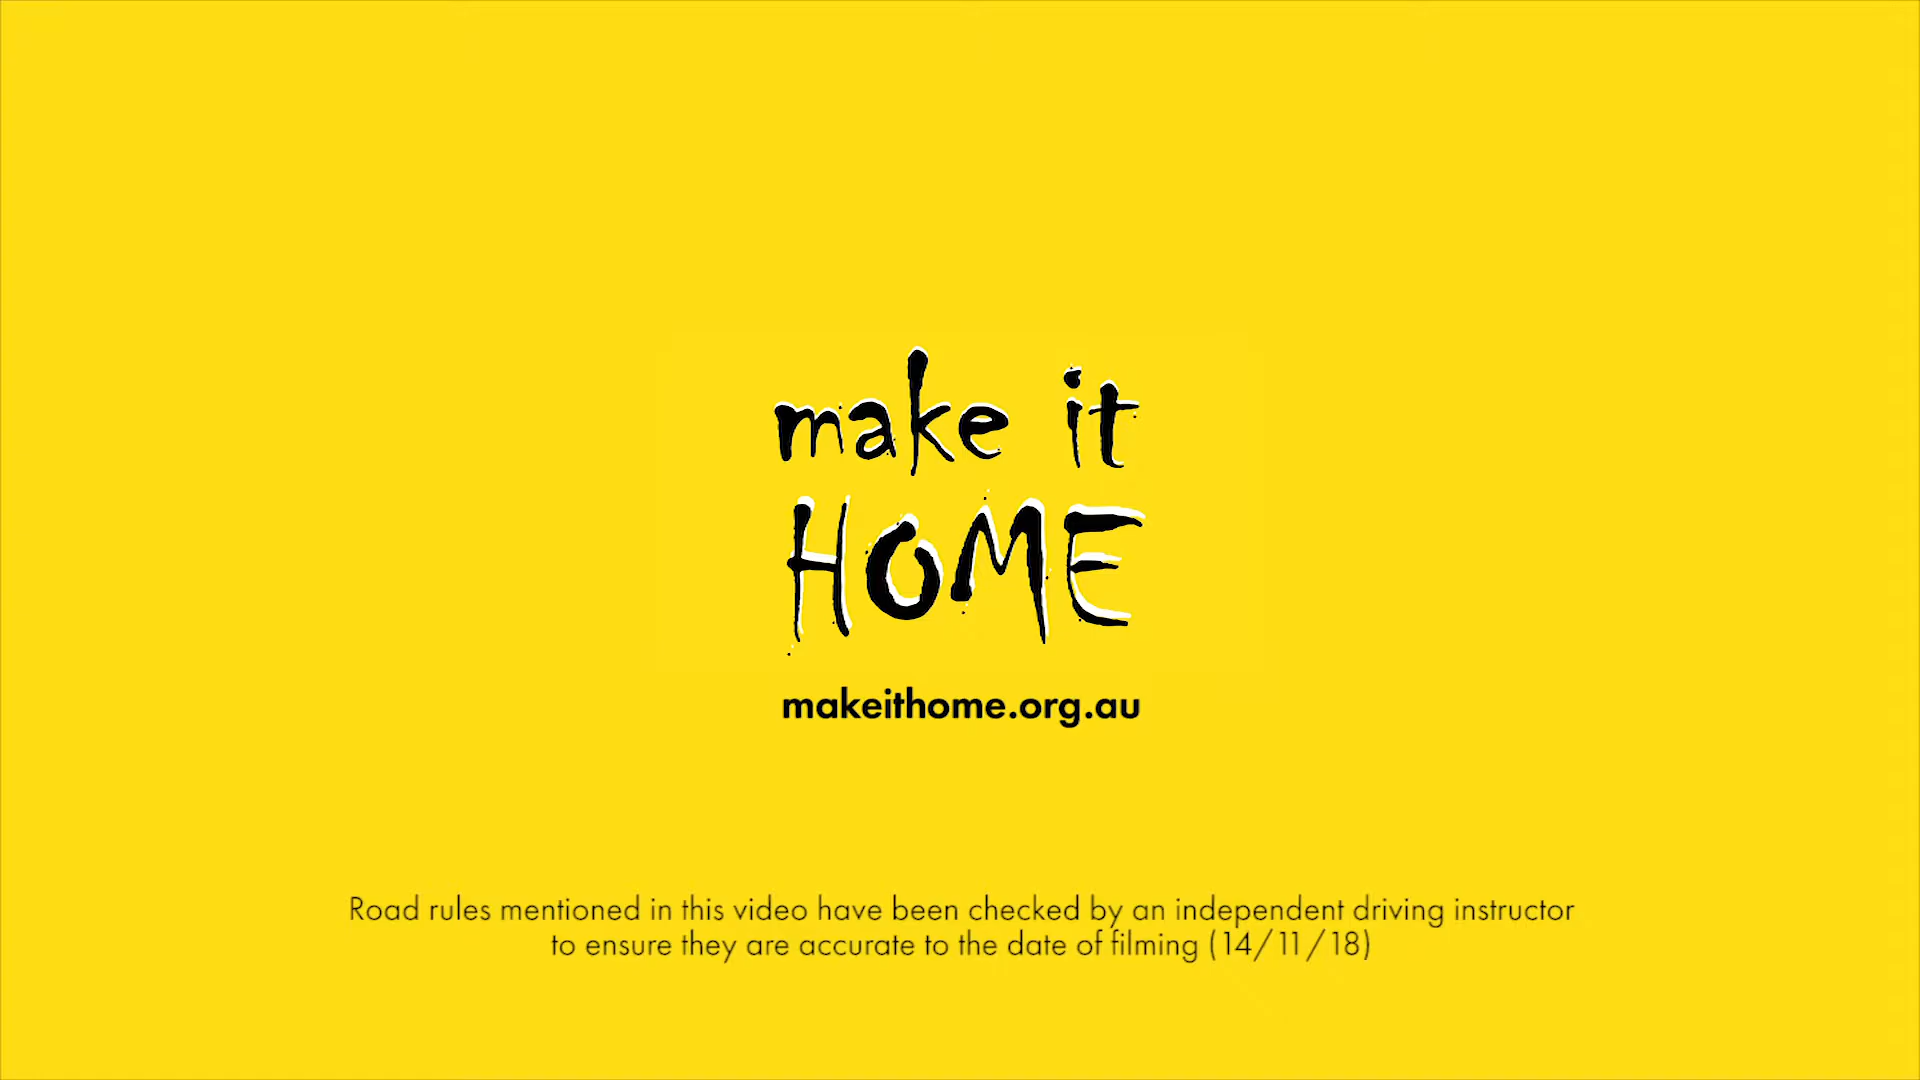 make it
HOME
makeithome.org.au
Road rules mentioned in this video have been checked by an independent driving instructor
to ensure they are accurate to the date of filming (14/11/18)